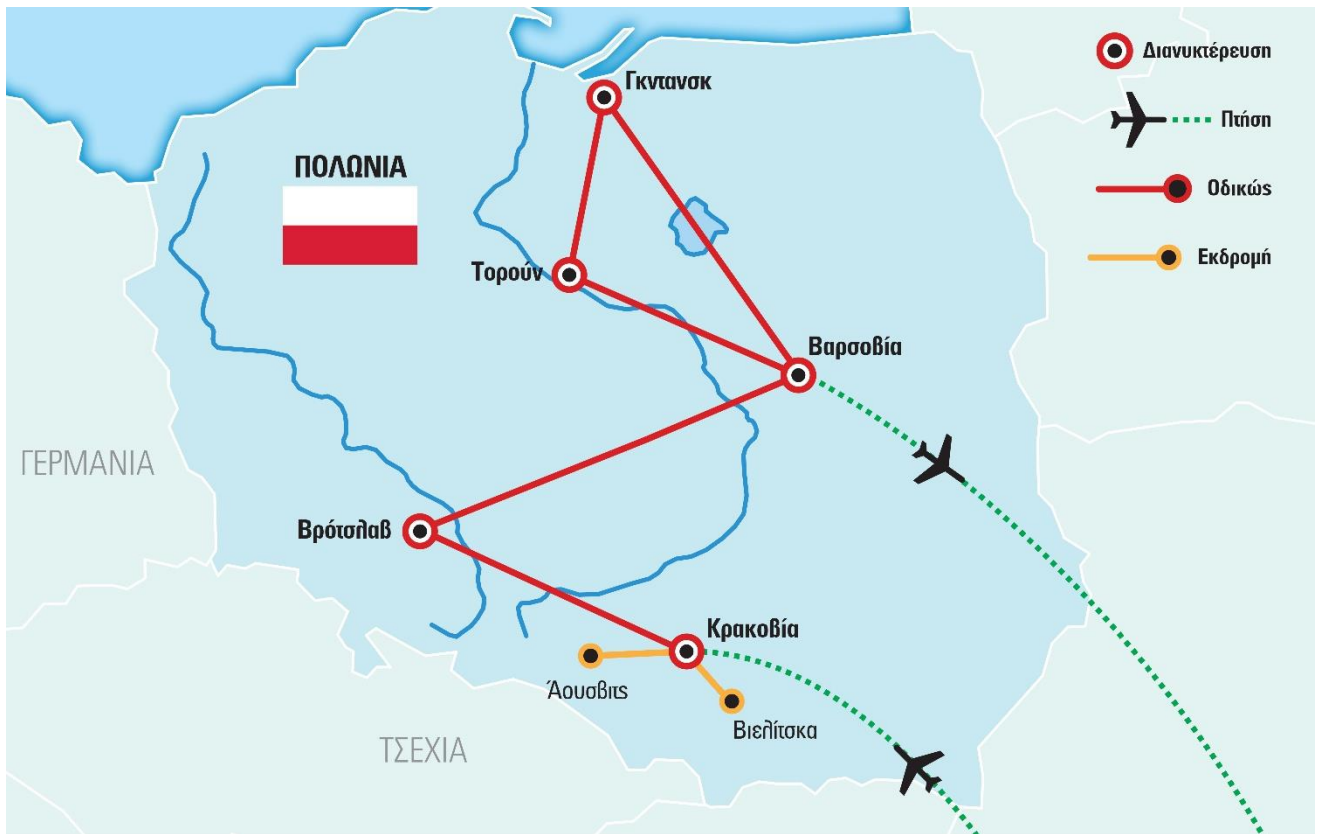 Γκντανσκ
ΠΟΛΩΝΙΑ
Τορούν
Βαρσοβία
ΓΕΡΜΑΝΙΑ
Βρότσλαβ
Κρακοβία
Άουσβιτς
Βιελίτσκα
ΤΣΕΧΙΑ
Διανυκτέρευση
Πτήση
Οδικώς
Εκδρομή